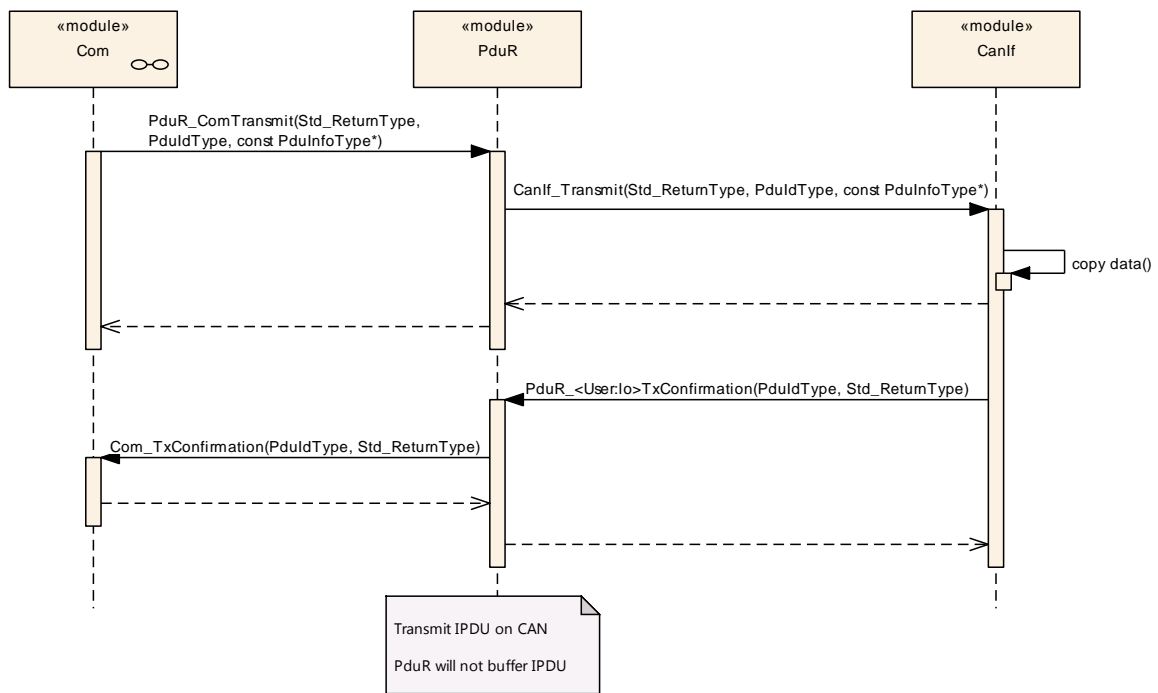 «module»
Com
«module»
PduR
«module»
CanIf
PduR_ComTransmit(Std_ReturnType,
PduIdType, const PduInfoType*)
CanIf_Transmit(Std_ReturnType, PduIdType, const PduInfoType*)
copy data()
PduR_<User:lo>TxConfirmation(PduIdType, Std_ReturnType)
Com_TxConfirmation(PduIdType, Std_ReturnType)
Transmit IPDU on CAN
PduR will not buffer IPDU